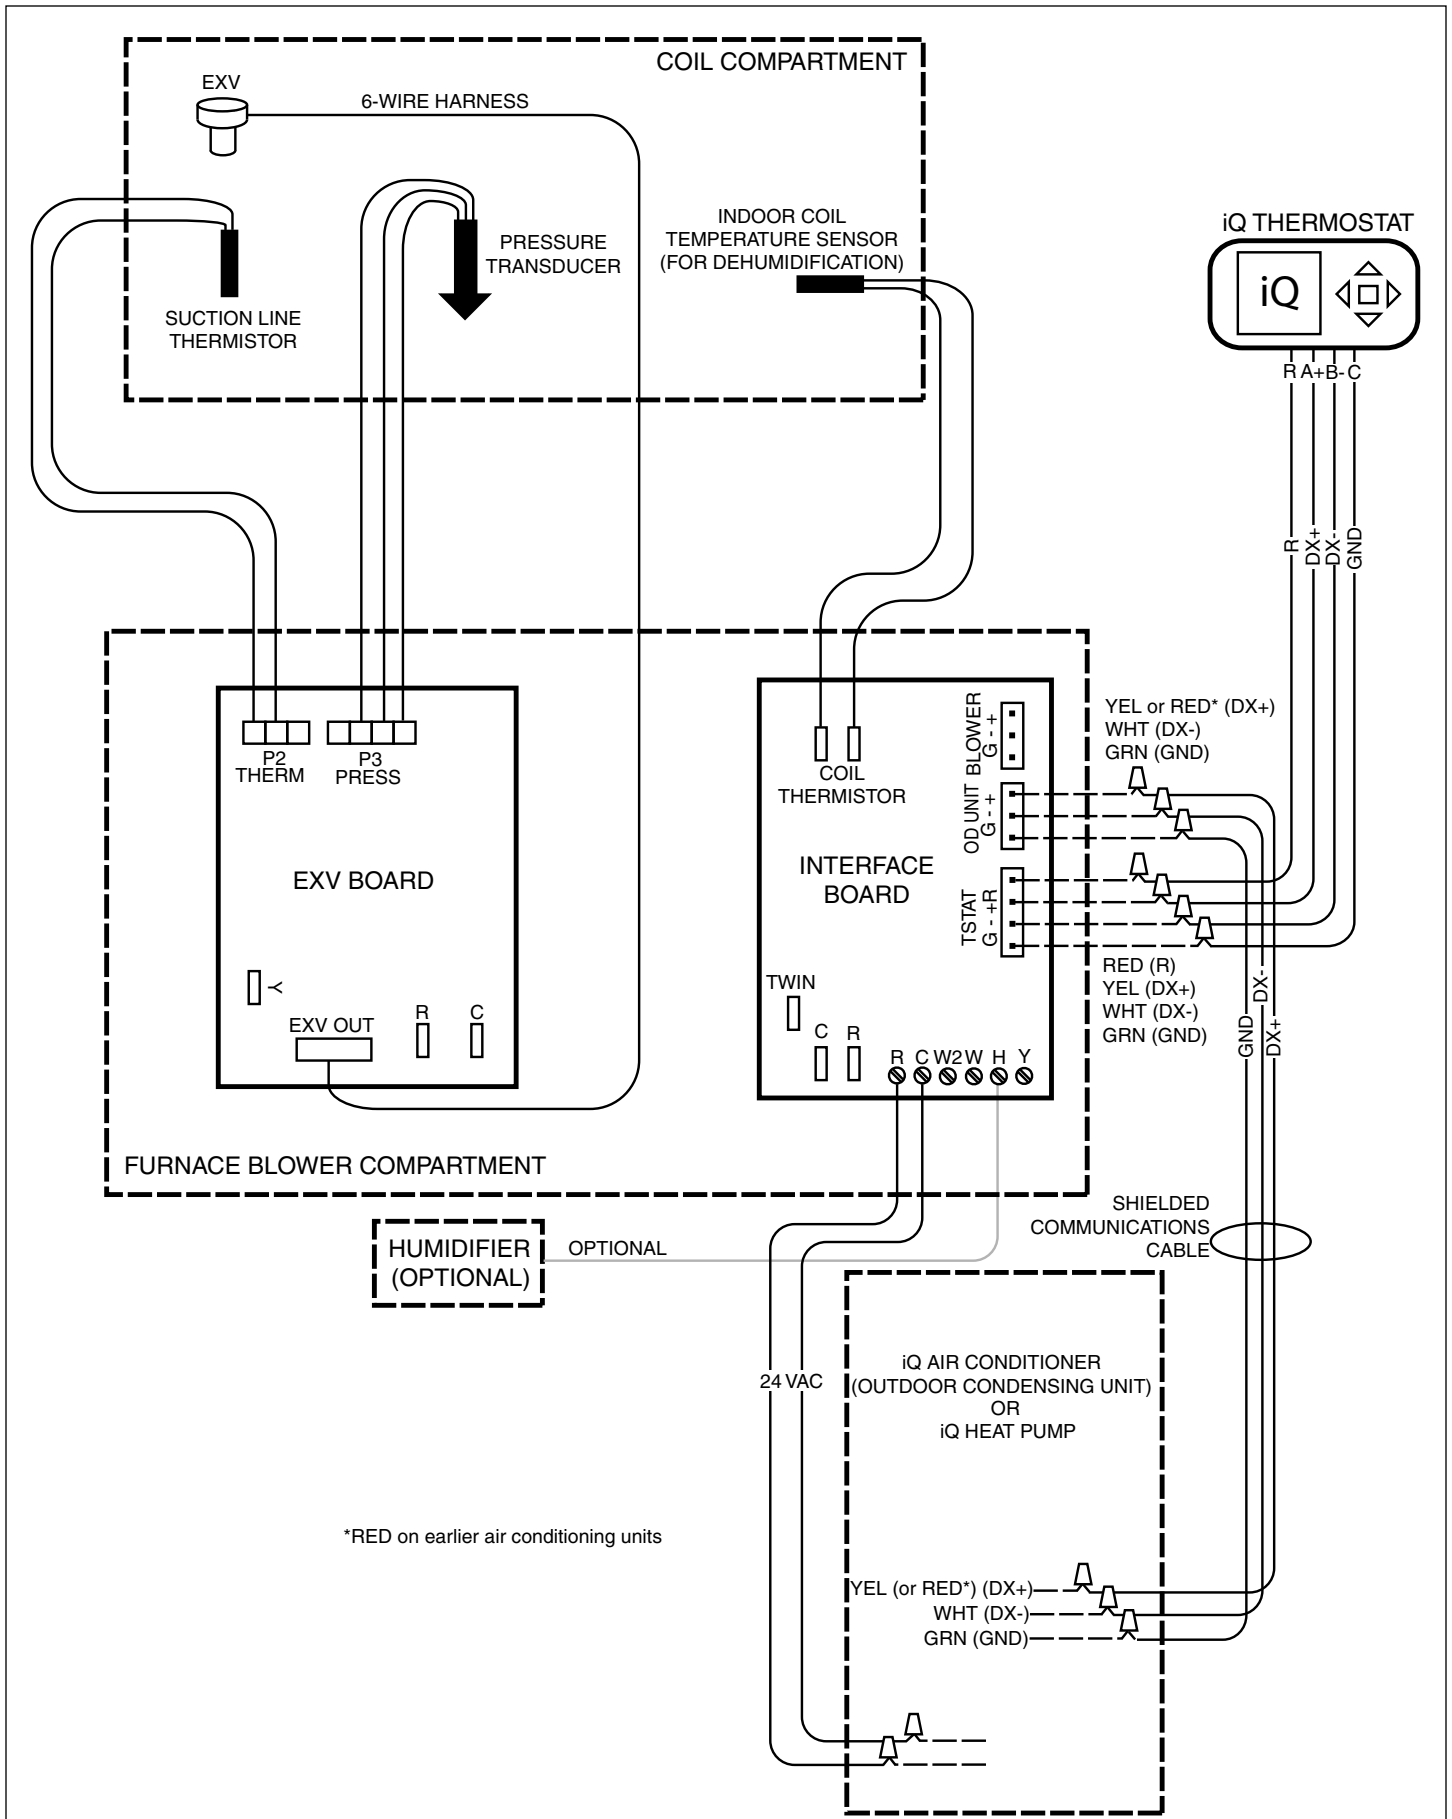 COIL COMPARTMENT
EXV
6-WIRE HARNESS
SUCTION LINE
THERMISTOR
PRESSURE
TRANSDUCER
INDOOR COIL
TEMPERATURE SENSOR
(FOR DEHUMIDIFICATION)
iQ THERMOSTAT
iQ
R A+ B- C
R
DX+
DX-
GND
P2
THERM
P3
PRESS
EXV BOARD
Y
EXV OUT
R
C
COIL
THERMISTOR
INTERFACE
BOARD
BLOWER
G - +
OD UNIT
G - +
TSTAT
G - +R
TWIN
C
R
R C W2 W H Y
YEL or RED* (DX+)
WHT (DX-)
GRN (GND)
RED (R)
YEL (DX+)
WHT (DX-)
GRN (GND)
GND
DX-
DX+
FURNACE BLOWER COMPARTMENT
HUMIDIFIER
(OPTIONAL)
OPTIONAL
SHIELDED
COMMUNICATIONS
CABLE
24 VAC
iQ AIR CONDITIONER
(OUTDOOR CONDENSING UNIT)
OR
iQ HEAT PUMP
*RED on earlier air conditioning units
YEL (or RED*) (DX+)
WHT (DX-)
GRN (GND)